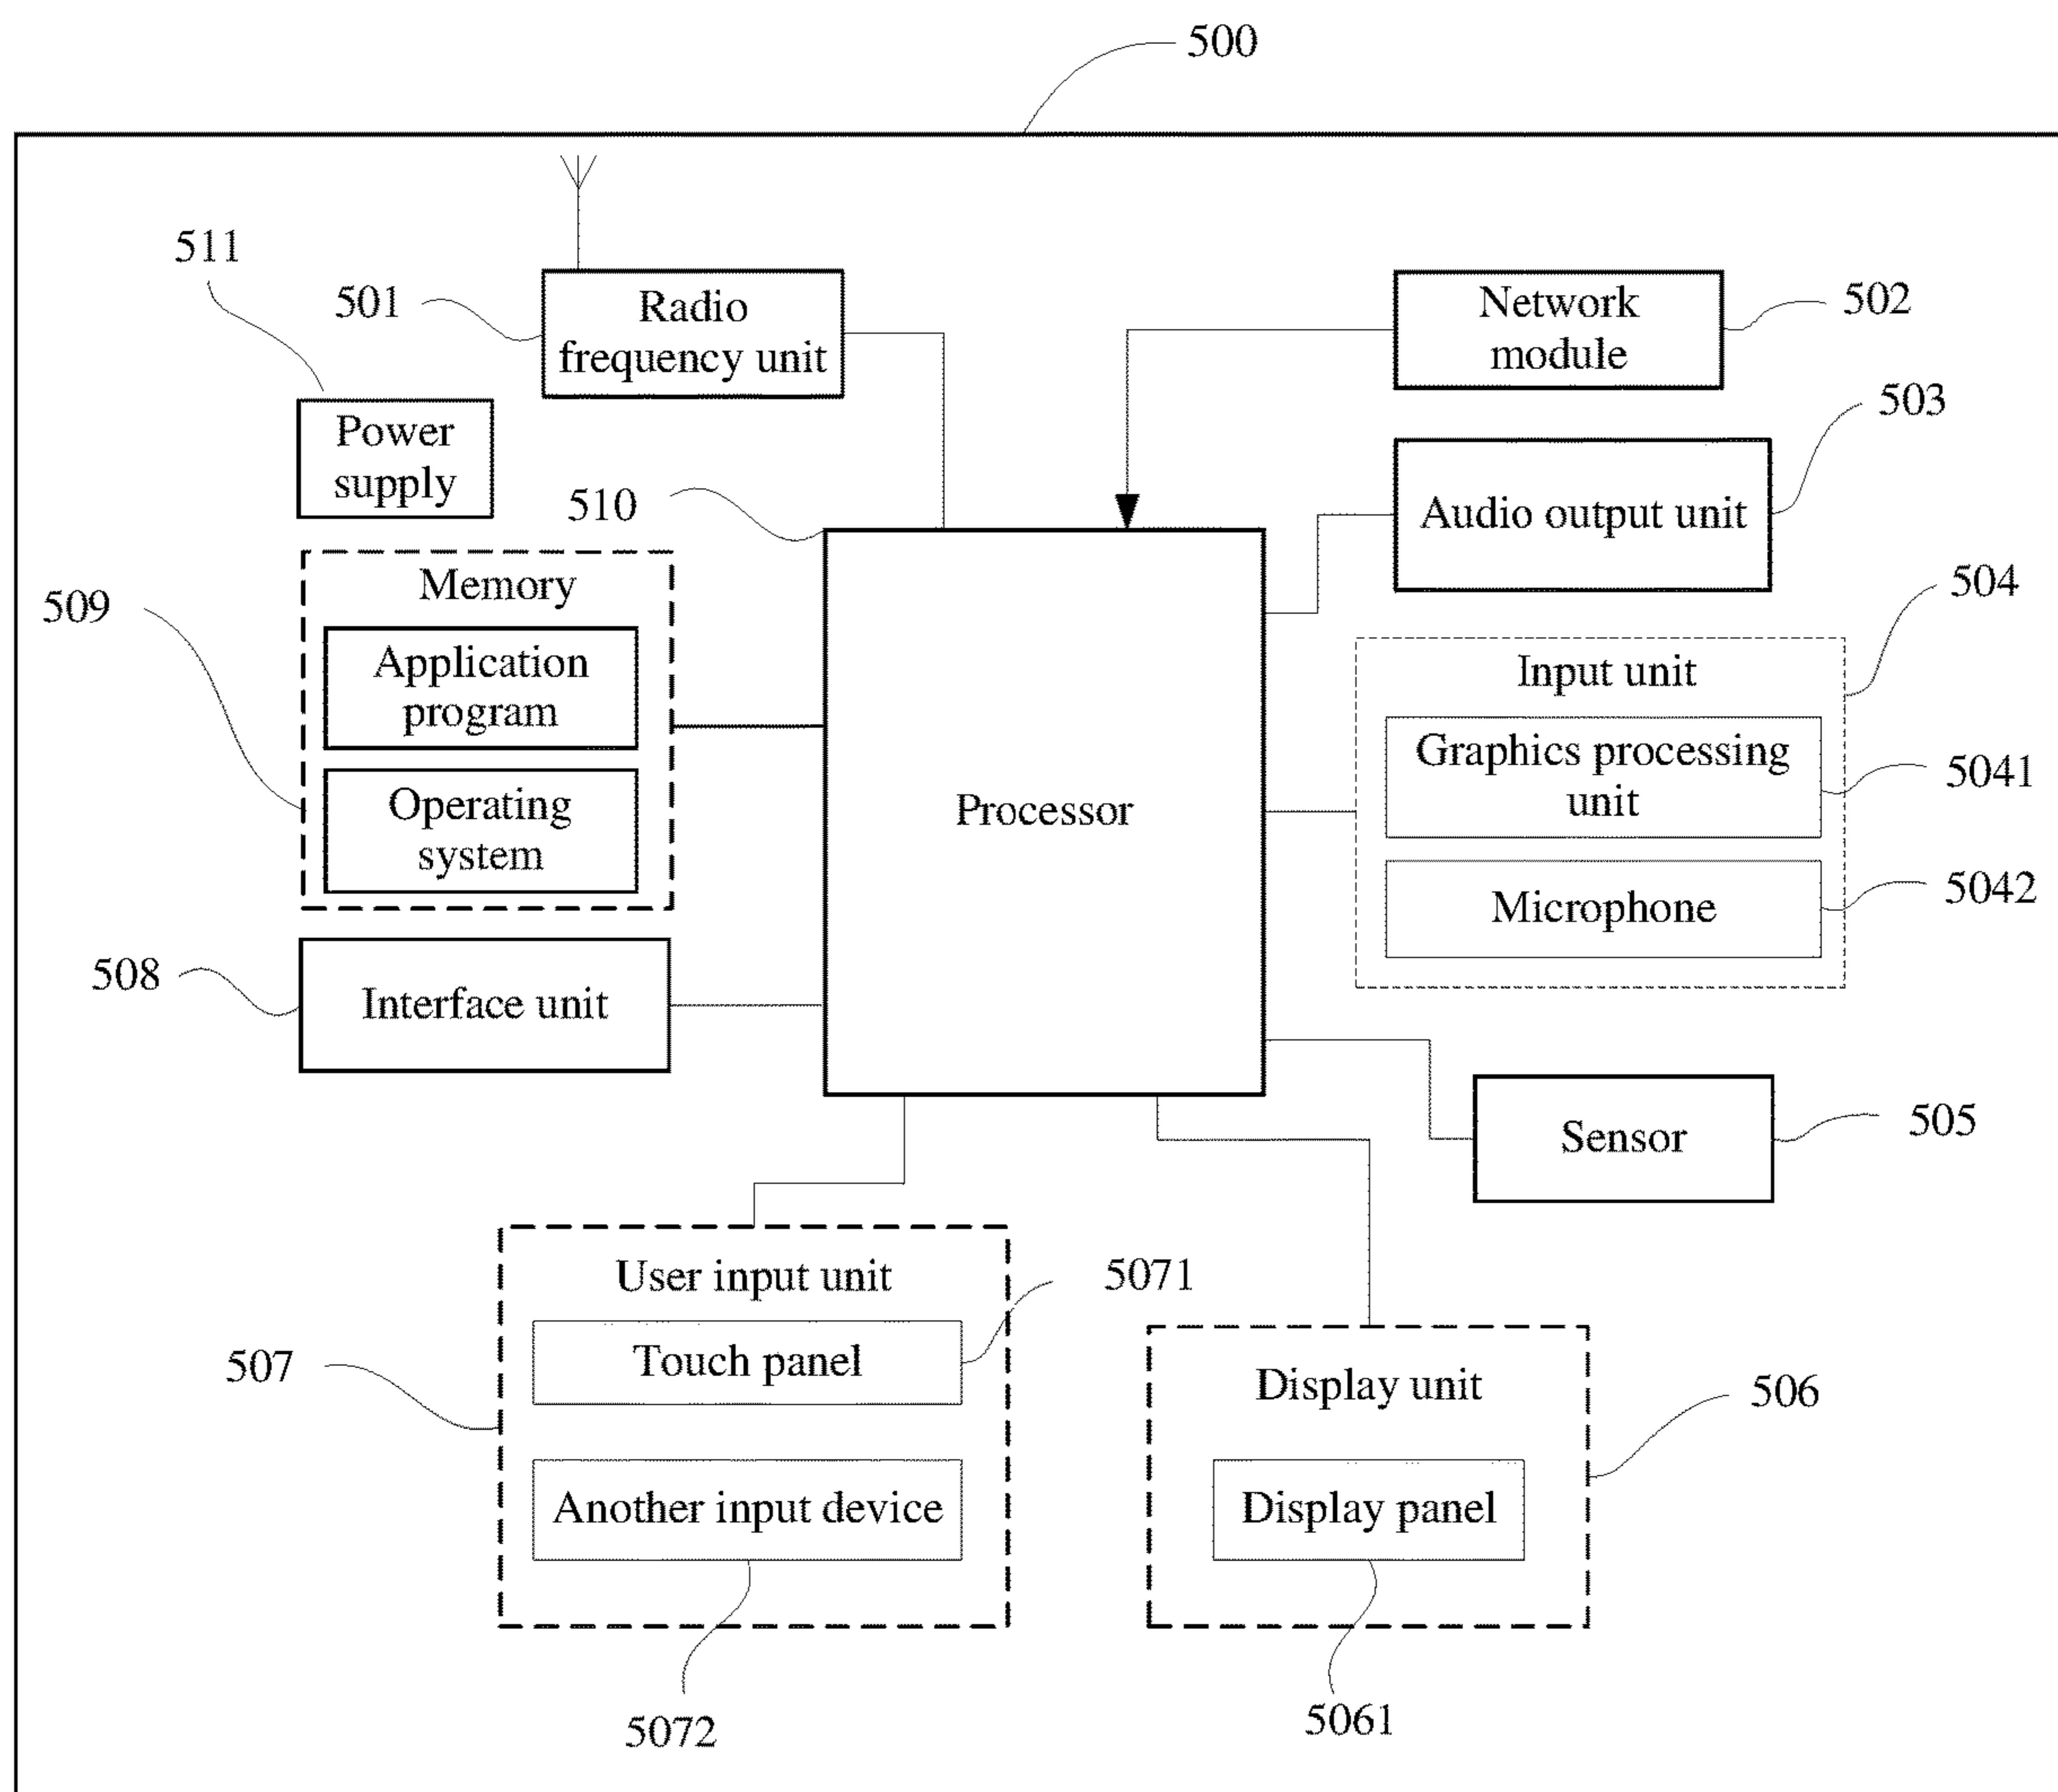 500
511
501
Radio
frequency unit
Network
module
502
503
Power
supply
510
Audio output unit
509
Memory
504
Application
program
Input unit
Graphics processing
unit
5041
Operating
system
Processor
Microphone
5042
508
Interface unit
Sensor
505
User input unit
5071
507
Touch panel
Display unit
506
Another input device
Display panel
5072
5061